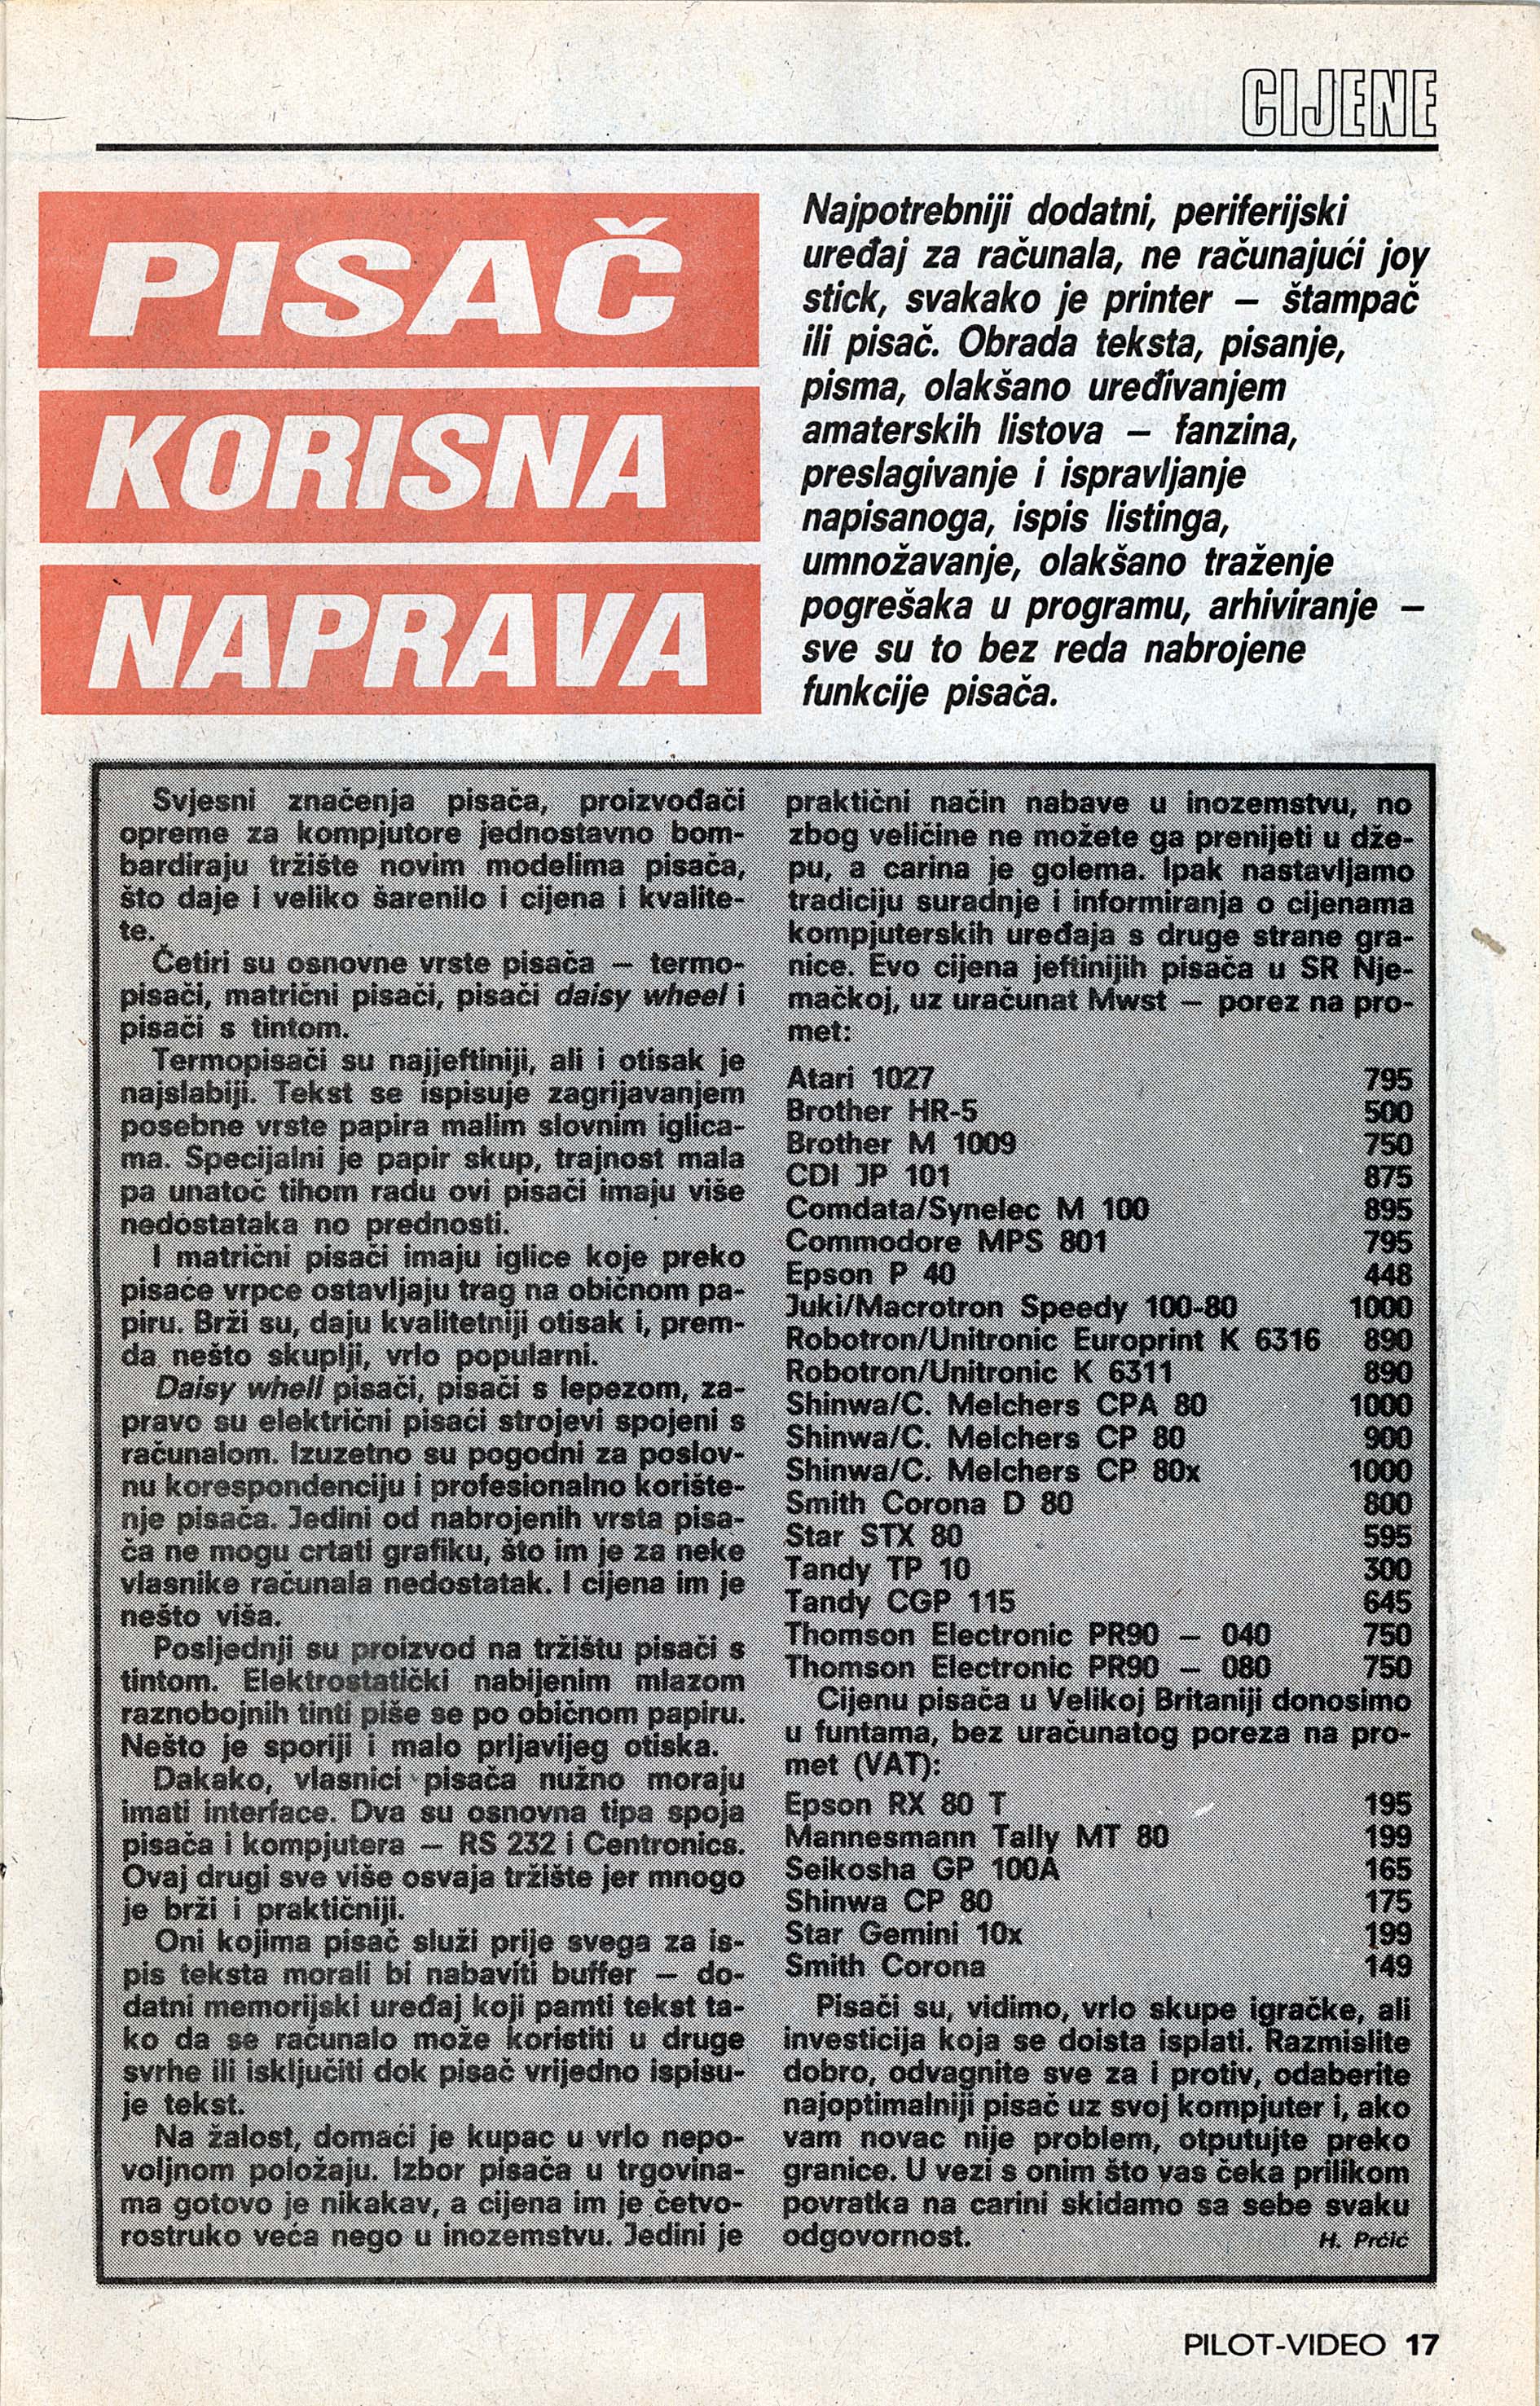 CIJENE
PISAČ
KORISNA
NAPRAVA
Najpotrebniji dodatni, periferijski
uređaj za računala, ne računajući joy
stick, svakako je printer — štampač
ili pisač. Obrada teksta, pisanje,
pisma, olakšano uređivanjem
amaterskih listova — fanzina,
preslagivanje i ispravljanje
napisanoga, ispis listinga,
umnožavanje, olakšano traženje
pogrešaka u programu, arhiviranje —
sve su to bez reda nabrojene
funkcije pisača.
Svjesni značenja pisača, proizvođači
opreme za kompjutore jednostavno bom-
bardiraju tržište novim modelima pisača,
što daje i veliko šarenilo i cijena i kvalite-
te.
Četiri su osnovne vrste pisača — termo-
pisači, matrični pisači, pisači daisy wheel i
pisači s tintom.
Termopisači su najjeftiniji, ali i otisak je
najslabiji. Tekst se ispisuje zagrijavanjem
posebne vrste papira malim slovnim iglica-
ma. Specijalni je papir skup, trajnost mala
pa unatoč tihom radu ovi pisači imaju više
nedostataka no prednosti.
I matrični pisači imaju iglice koje preko
pisaće vrpce ostavljaju trag na običnom pa-
piru. Brži su, daju kvalitetniji otisak i, prem-
da nešto skuplji, vrlo popularni.
Daisy whell pisači, pisači s lepezom, za-
pravo su električni pisaći strojevi spojeni s
računalom. Izuzetno su pogodni za poslov-
nu korespondenciju i profesionalno korište-
nje pisača. Jedini od nabrojenih vrsta pisa-
ča ne mogu crtati grafiku, što im je za neke
vlasnike računala nedostatak. I cijena im je
nešto viša.
Posljednji su proizvod na tržištu pisači s
tintom. Elektrostatički nabijenim mlazom
raznobojnih tinti piše se po običnom papiru.
Nešto je sporiji i malo prljavijeg otiska.
Dakako, vlasnici pisača nužno moraju
imati interface. Dva su osnovna tipa spoja
pisača i kompjutera — RS 232 i Centronics.
Ovaj drugi sve više osvaja tržište jer mnogo
je brži i praktičniji.
Oni kojima pisač služi prije svega za is-
pis teksta morali bi nabaviti buffer — do-
datni memorijski uređaj koji pamti tekst ta-
ko da se računalo može koristiti u druge
svrhe ili isključiti dok pisač vrijedno ispisu-
je tekst.
Na žalost, domaći je kupac u vrlo nepo-
voljnom položaju. Izbor pisača u trgovina-
ma gotovo je nikakav, a cijena im je četvo-
rostruko veća nego u inozemstvu. Jedini je
praktični način nabave u inozemstvu, no
zbog veličine ne možete ga prenijeti u dže-
pu, a carina je golema. Ipak nastavljamo
tradiciju suradnje i informiranja o cijenama
kompjuterskih uređaja s druge strane gra-
nice. Evo cijena jeftinijih pisača u SR Nje-
mačkoj, uz uračunat Mwst — porez na pro-
met:
Atari 1027 795
Brother HR-5 500
Brother M 1009 750
CDI JP 101 875
Comdata/Synelec M 100 895
Commodore MPS 801 795
Epson P 40 448
Juki/Macrotron Speedy 100-80 1000
Robotron/Unitronic Europrint K 6316 890
Robotron/Unitronic K 6311 890
Shinwa/C. Melchers CPA 80 1000
Shinwa/C. Melchers CP 80 900
Shinwa/C. Melchers CP 80x 1000
Smith Corona D 80 800
Star STX 80 595
Tandy TP 10 300
Tandy CGP 115 645
Thomson Electronic PR90 — 040 750
Thomson Electronic PR90 — 080 750
Cijenu pisača u Velikoj Britaniji donosimo
u funtama, bez uračunatog poreza na pro-
met (VAT):
Epson RX 80 T 195
Mannesmann Tally MT 80 199
Seikosha GP 100A 165
Shinwa CP 80 175
Star Gemini 10x 199
Smith Corona 149
Pisači su, vidimo, vrlo skupe igračke, ali
investicija koja se doista isplati. Razmislite
dobro, odvagnite sve za i protiv, odaberite
najoptimalniji pisač uz svoj kompjuter i, ako
vam novac nije problem, otputujte preko
granice. U vezi s onim što vas čeka prilikom
povratka na carini skidamo sa sebe svaku
odgovornost.
H. Prćić
PILOT-VIDEO 17